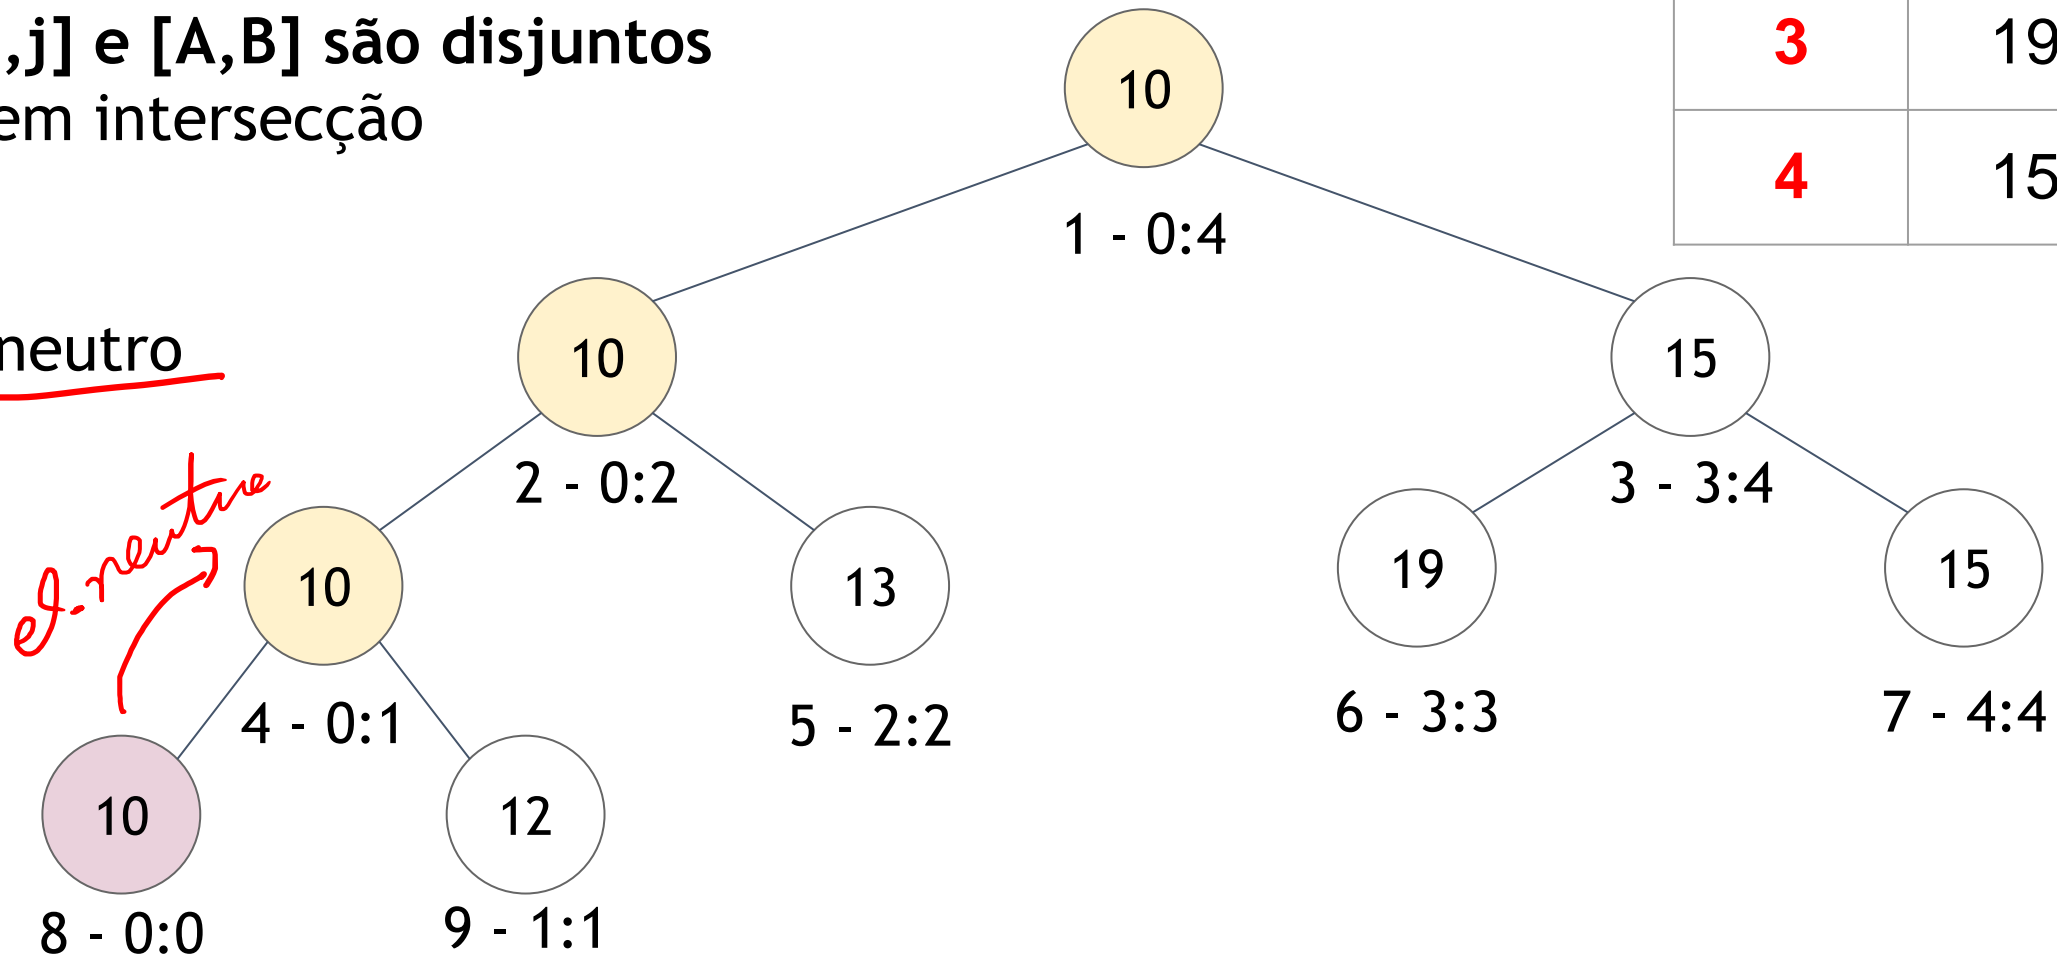 ,j] e [A,B] são disjuntos
em intersecção
3 19
4 15
10
1 - 0:4
neutro
10
15
2 - 0:2
3 - 3:4
el-neutro
10
13
19
15
4 - 0:1
5 - 2:2
6 - 3:3
7 - 4:4
10
12
8 - 0:0
9 - 1:1